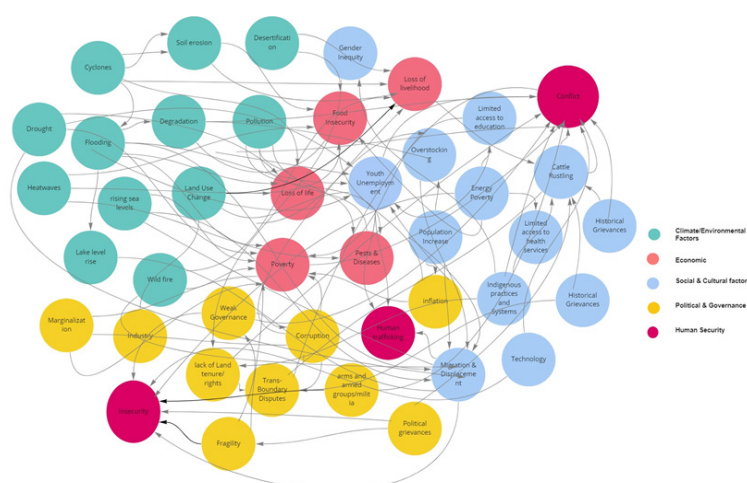 Soil erosion
Desertificati
on
Gender
Inequity
Cyclones
Loss of
livelihood
Conflict
Food
Insecurity
Limited
access to
education
Drought
Degradation
Pollution
Flooding
Overstockin
g
Heatwaves
rising sea
levels
Land Use
Change
Loss of life
Youth
Unemploym
ent
Energy
Poverty
Cattle
Rustling
Population
Increase
Limited
access to
health
services
Historical
Grievances
Lake level
rise
Wild fire
Poverty
Pests &
Diseases
Inflation
Indigenous
practices
and
systems
Historical
Grievances
Marginalizat
ion
Industry
Weak
Governance
Corruption
Human
trafficking
lack of Land
tenure/
rights
Trans-
Boundary
Disputes
arms and
armed
groups/milit
ia
Migration &
Displaceme
nt
Technology
Insecurity
Fragility
Political
grievances
Climate/Environmental
Factors
Economic
Social & Cultural factor
Political & Governance
Human Security